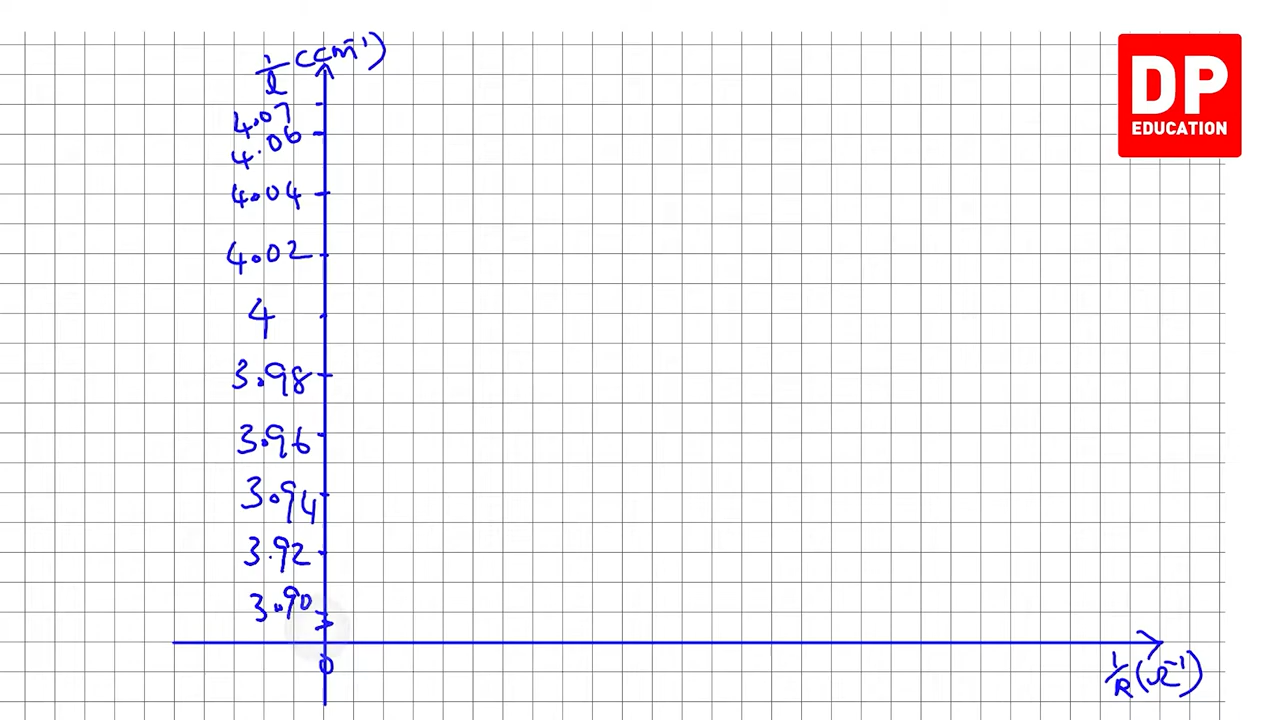 1/l (cm⁻¹)
DP
EDUCATION
4.07
4.06
4.04
4.02
4
3.98
3.96
3.94
3.92
3.90
0
1/R (Ω⁻¹)